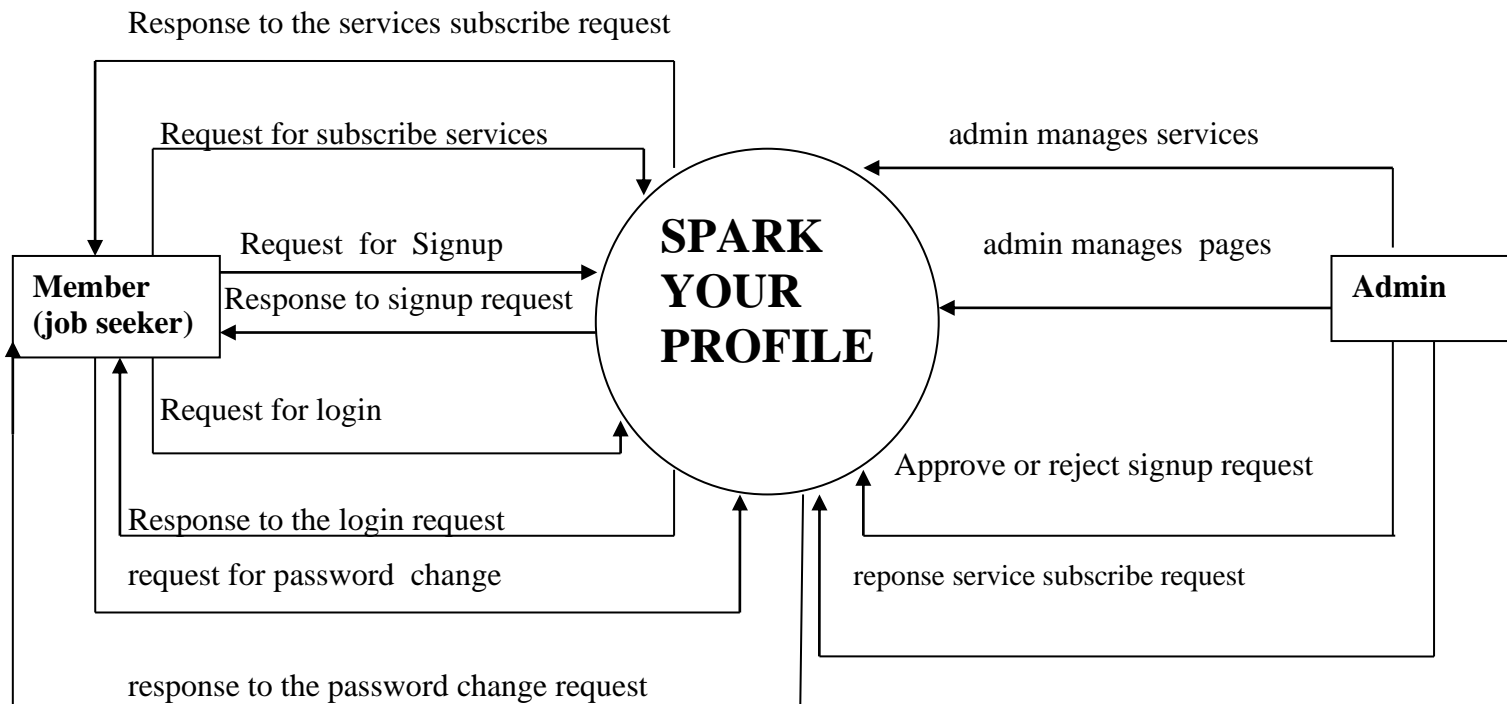 Response to the services subscribe request
Request for subscribe services
admin manages services
SPARK
YOUR
PROFILE
Request for Signup
admin manages pages
Member
(job seeker)
Response to signup request
Admin
Request for login
Approve or reject signup request
Response to the login request
request for password change
reponse service subscribe request
response to the password change request